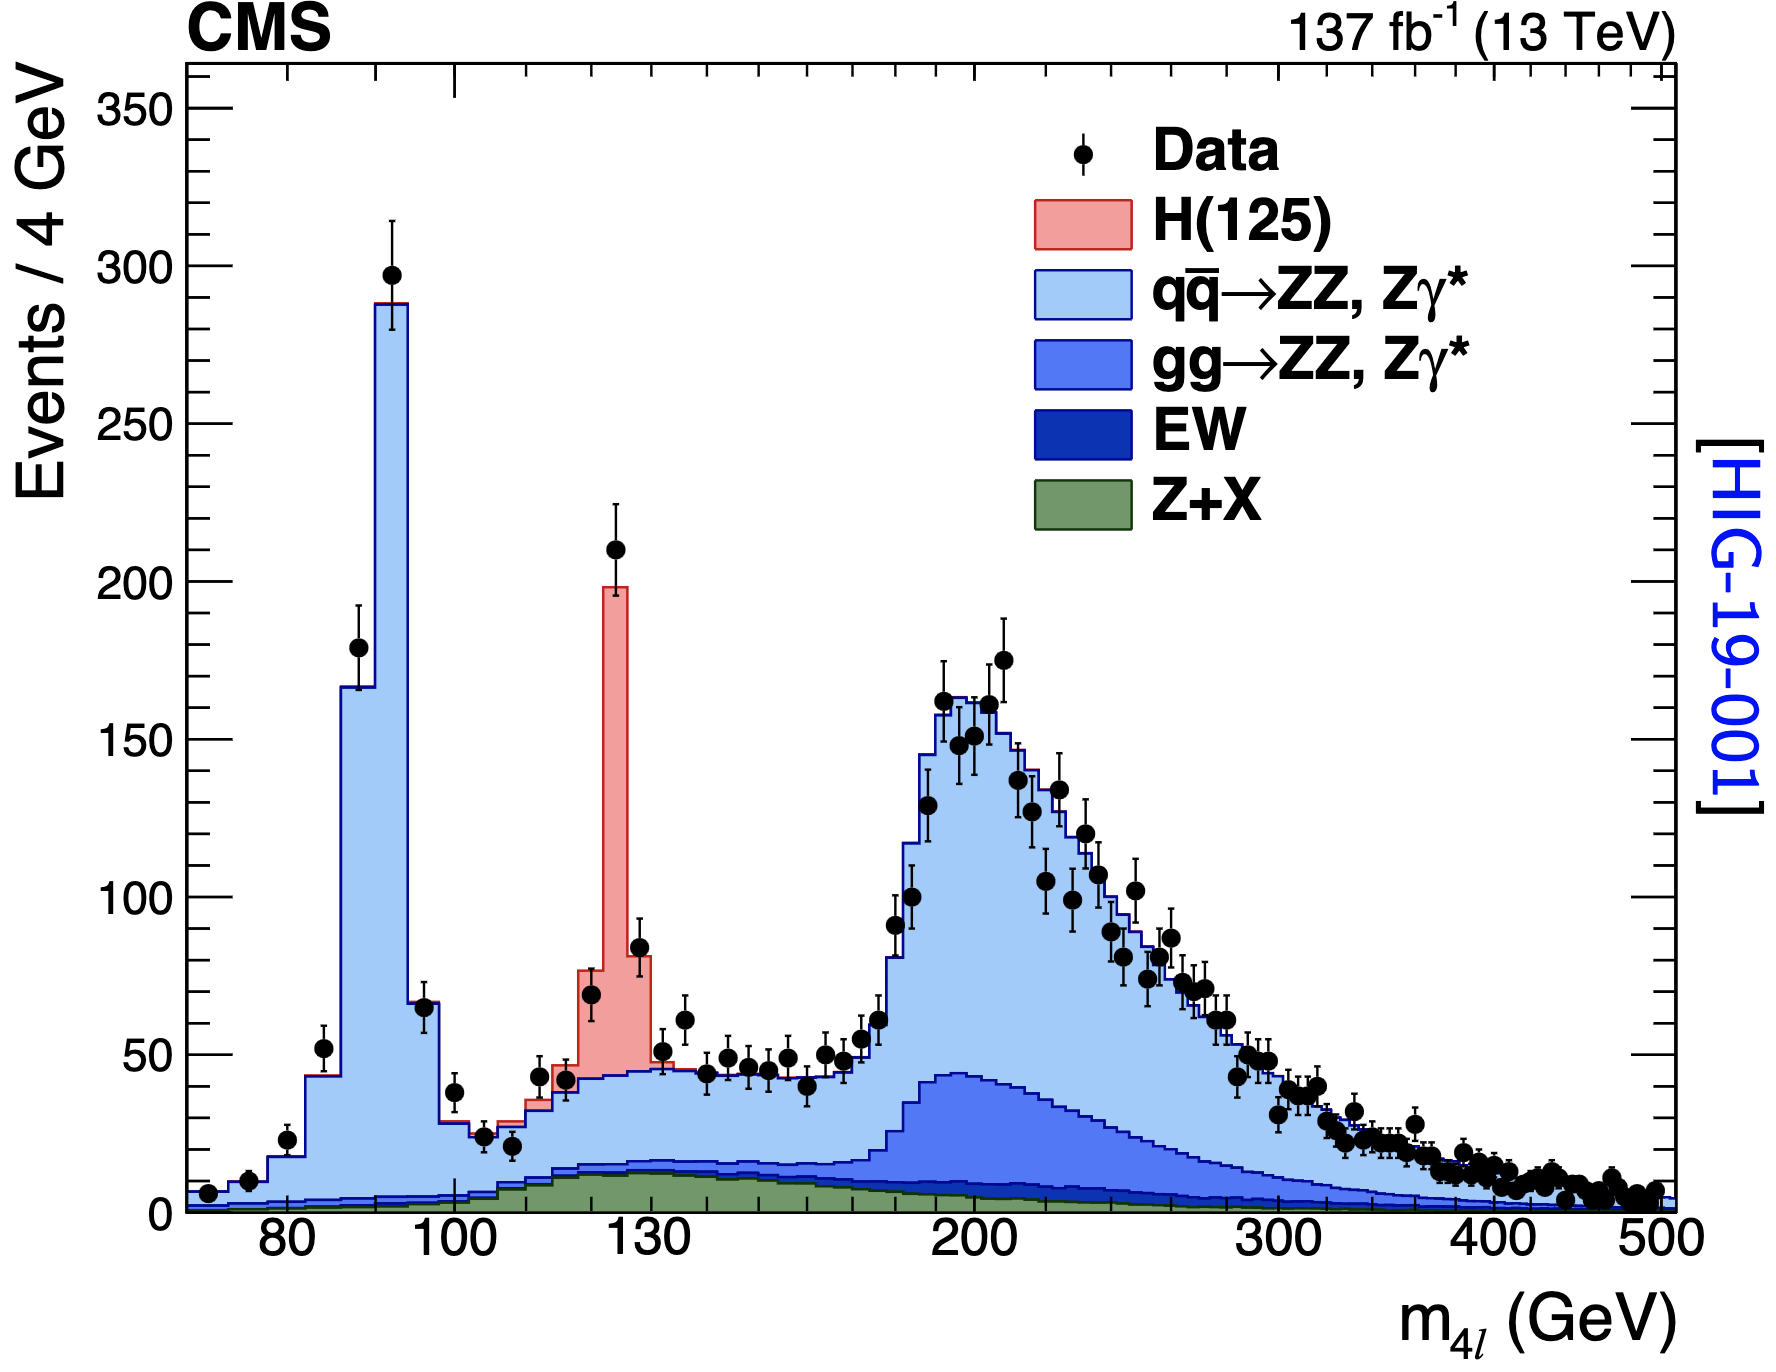 CMS
137 fb⁻¹ (13 TeV)
Events / 4 GeV
350
300
250
200
150
100
50
0
Data
H(125)
qq̅→ZZ, Zγ*
gg→ZZ, Zγ*
EW
Z+X
80 100 130 200 300 400 500
m₄ₗ (GeV)
[HIG-19-001]